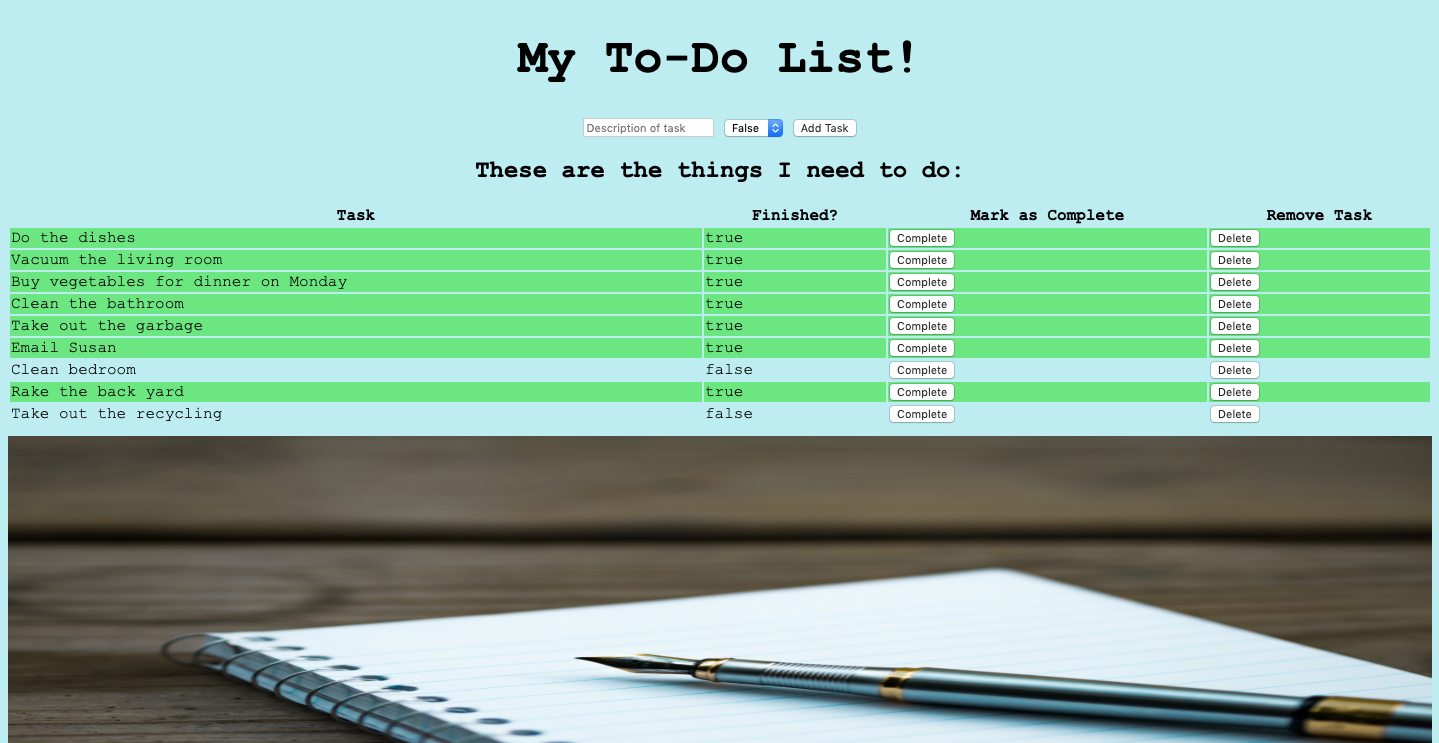 My To-Do List!
Description of task False Add Task
These are the things I need to do:
Task Finished? Mark as Complete Remove Task
Do the dishes true Complete Delete
Vacuum the living room true Complete Delete
Buy vegetables for dinner on Monday true Complete Delete
Clean the bathroom true Complete Delete
Take out the garbage true Complete Delete
Email Susan true Complete Delete
Clean bedroom false Complete Delete
Rake the back yard true Complete Delete
Take out the recycling false Complete Delete